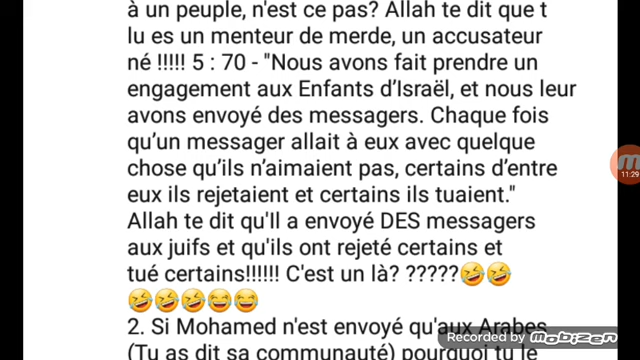 à un peuple, n'est ce pas? Allah te dit que t
lu es un menteur de merde, un accusateur
né !!!!! 5 : 70 - "Nous avons fait prendre un
engagement aux Enfants d’Israël, et nous leur
avons envoyé des messagers. Chaque fois
qu’un messager allait à eux avec quelque
chose qu’ils n’aimaient pas, certains d’entre
eux ils rejetaient et certains ils tuaient."
Allah te dit qu'Il a envoyé DES messagers
aux juifs et qu'ils ont rejeté certains et
tué certains!!!!!! C'est un là? ?????🤣🤣
🤣🤣🤣😂😂
2. Si Mohamed n'est envoyé qu'aux Arabes
(Tu as dit sa communauté) pourquoi tu le
M
11:29
Recorded by mobizen